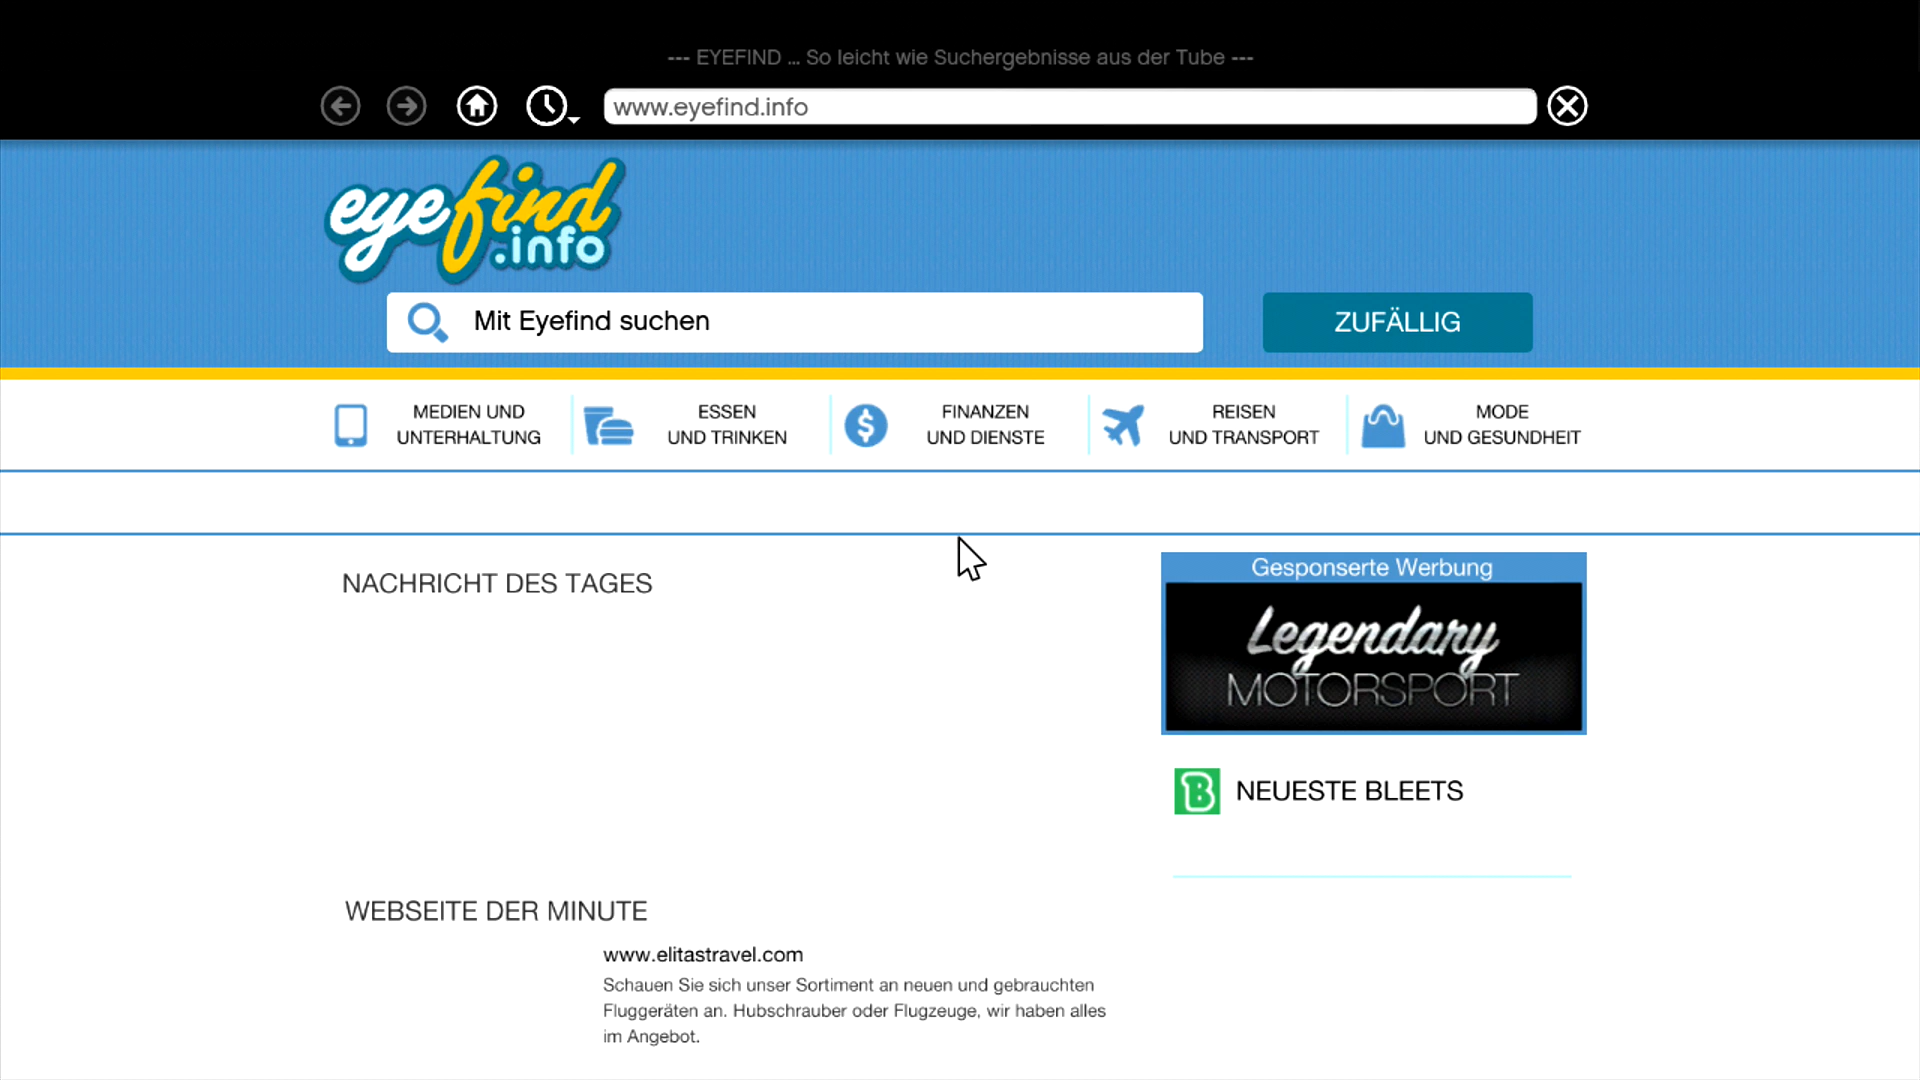 --- EYEFIND ... So leicht wie Suchergebnisse aus der Tube ---
www.eyefind.info
eyefind
.info
Mit Eyefind suchen
ZUFÄLLIG
MEDIEN UND
UNTERHALTUNG
ESSEN
UND TRINKEN
FINANZEN
UND DIENSTE
REISEN
UND TRANSPORT
MODE
UND GESUNDHEIT
NACHRICHT DES TAGES
Gesponserte Werbung
Legendary
MOTORSPORT
B
NEUESTE BLEETS
WEBSEITE DER MINUTE
www.elitastravel.com
Schauen Sie sich unser Sortiment an neuen und gebrauchten
Fluggeräten an. Hubschrauber oder Flugzeuge, wir haben alles
im Angebot.